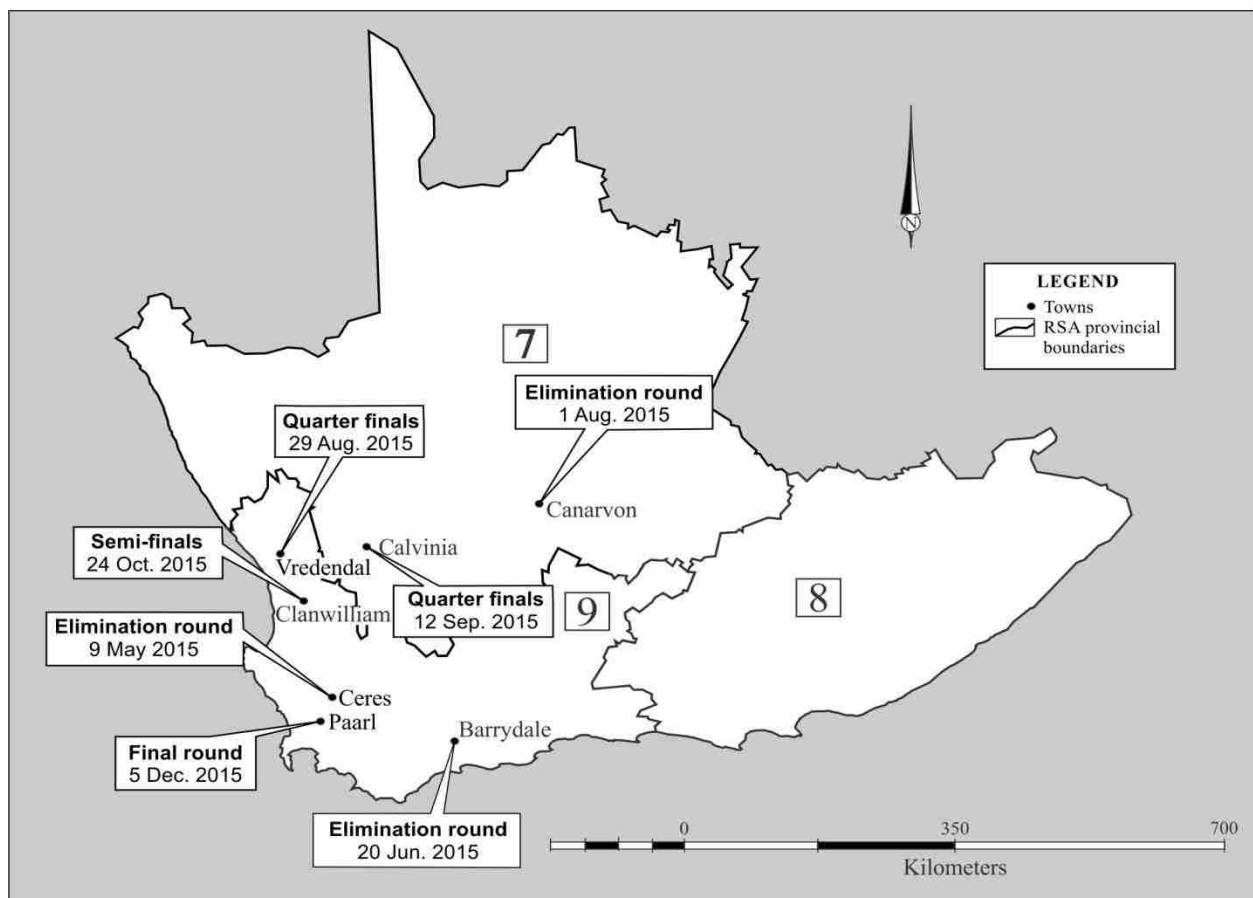 N
LEGEND
Towns
RSA provincial
boundaries
7
Elimination round
1 Aug. 2015
Quarter finals
29 Aug. 2015
Canarvon
Semi-finals
24 Oct. 2015
Vredendal
Calvinia
Clanwilliam
Quarter finals
12 Sep. 2015
9
8
Elimination round
9 May 2015
Ceres
Paarl
Barrydale
Final round
5 Dec. 2015
Elimination round
20 Jun. 2015
0 350 700
Kilometers